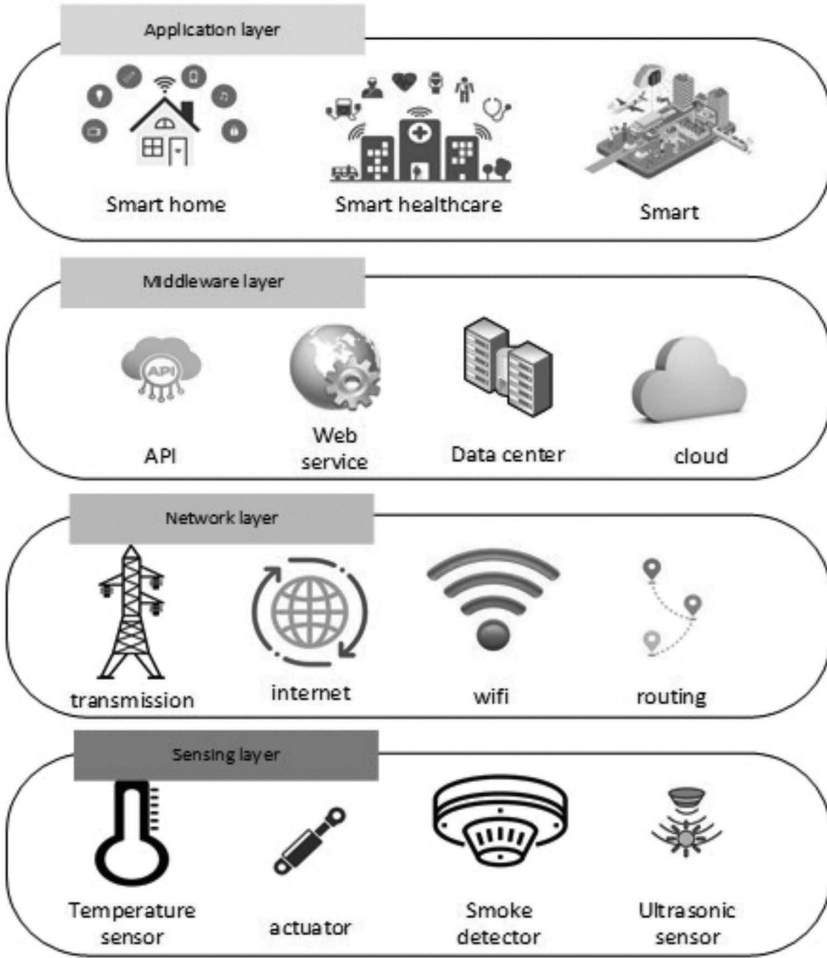 Application layer
Smart home
Smart healthcare
Smart
Middleware layer
API
API
Web
service
Data center
cloud
Network layer
transmission
internet
wifi
routing
Sensing layer
Temperature
sensor
actuator
Smoke
detector
Ultrasonic
sensor